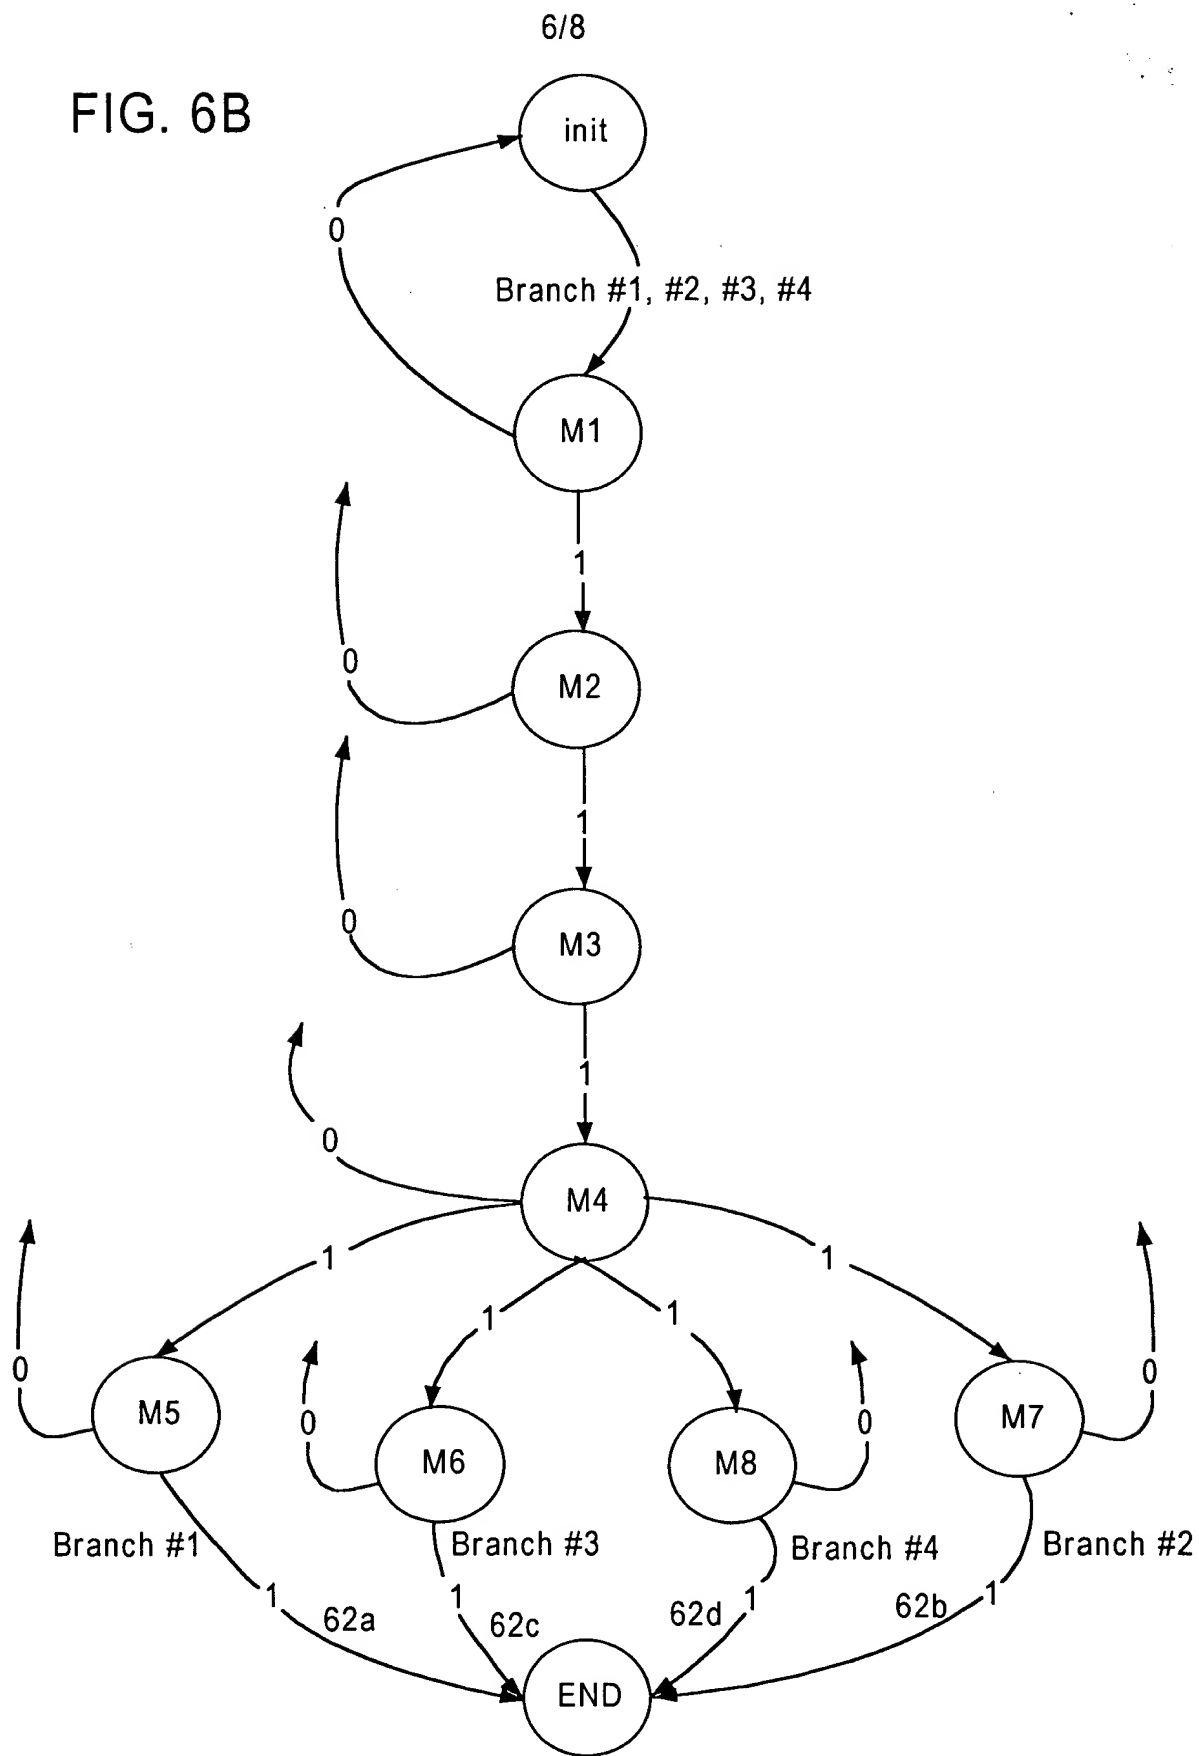 6/8
FIG. 6B
init
0
Branch #1, #2, #3, #4
M1
1
0
M2
1
0
M3
1
0
M4
1
1
1
1
0
0
0
0
M5
M6
M8
M7
Branch #1
Branch #3
Branch #4
Branch #2
1
1
1
1
62a
62c
62d
62b
END